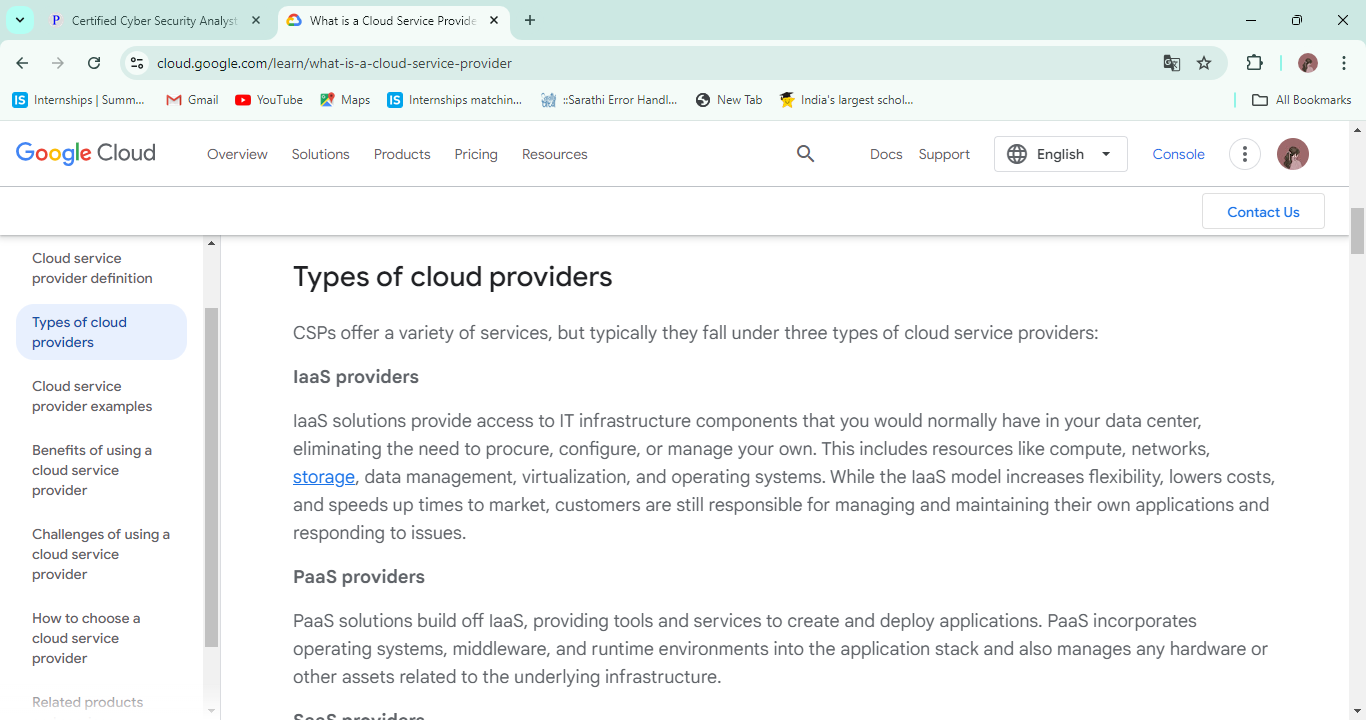 Certified Cyber Security Analyst
What is a Cloud Service Provide
cloud.google.com/learn/what-is-a-cloud-service-provider
Internships | Summ...
Gmail
YouTube
Maps
Internships matchin...
::Sarathi Error Handl...
New Tab
India's largest schol...
All Bookmarks
Google Cloud
Overview
Solutions
Products
Pricing
Resources
Docs
Support
English
Console
Contact Us
Cloud service
provider definition
Types of cloud
providers
Cloud service
provider examples
Benefits of using a
cloud service
provider
Challenges of using a
cloud service
provider
How to choose a
cloud service
provider
Related products
Types of cloud providers
CSPs offer a variety of services, but typically they fall under three types of cloud service providers:
IaaS providers
IaaS solutions provide access to IT infrastructure components that you would normally have in your data center,
eliminating the need to procure, configure, or manage your own. This includes resources like compute, networks,
storage, data management, virtualization, and operating systems. While the IaaS model increases flexibility, lowers costs,
and speeds up times to market, customers are still responsible for managing and maintaining their own applications and
responding to issues.
PaaS providers
PaaS solutions build off IaaS, providing tools and services to create and deploy applications. PaaS incorporates
operating systems, middleware, and runtime environments into the application stack and also manages any hardware or
other assets related to the underlying infrastructure.
SaaS providers